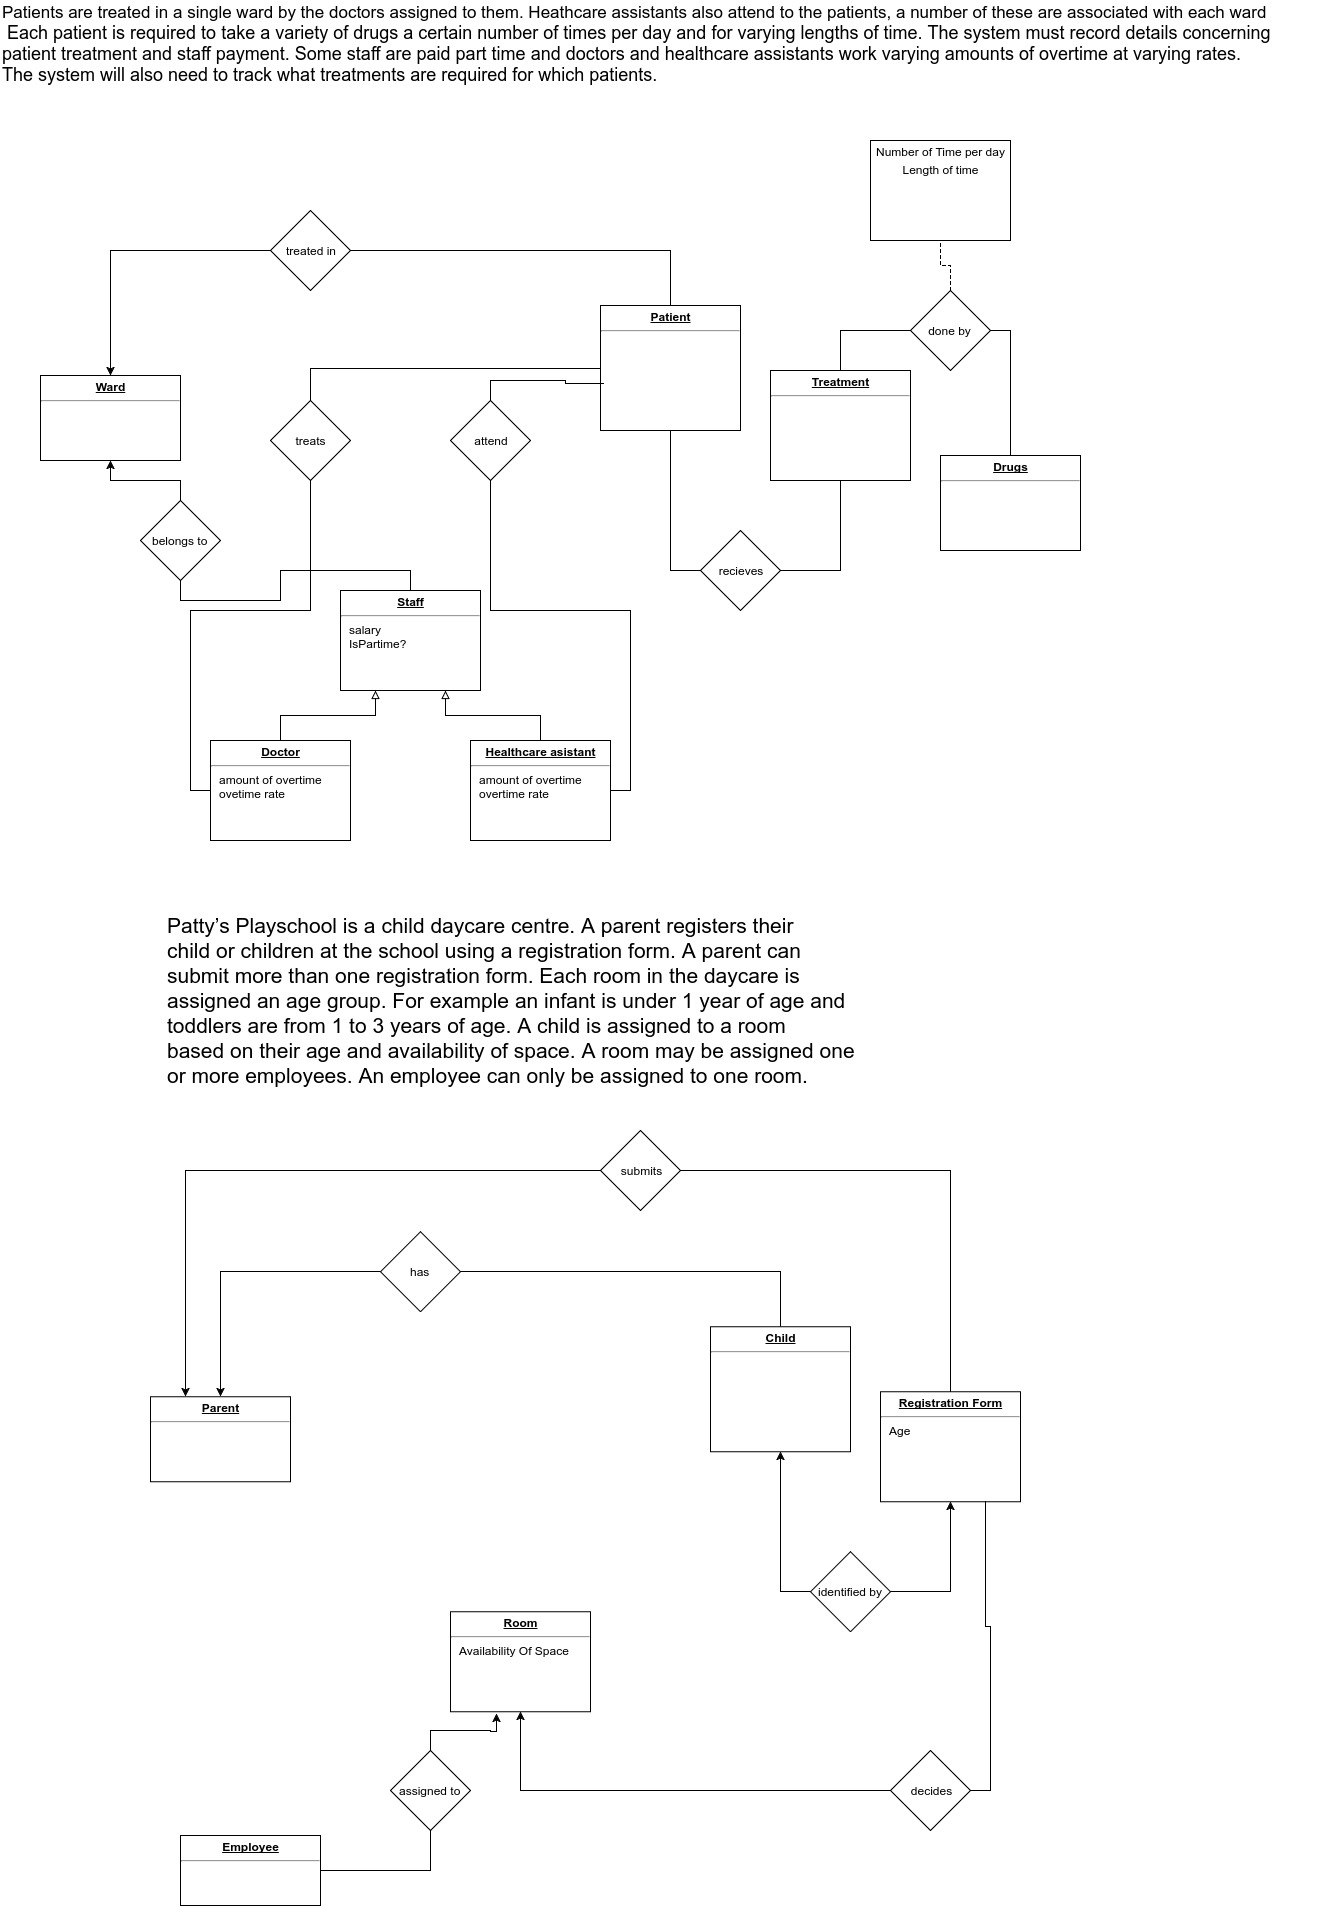 Patients are treated in a single ward by the doctors assigned to them. Heathcare assistants also attend to the patients, a number of these are associated with each ward
Each patient is required to take a variety of drugs a certain number of times per day and for varying lengths of time. The system must record details concerning
patient treatment and staff payment. Some staff are paid part time and doctors and healthcare assistants work varying amounts of overtime at varying rates.
The system will also need to track what treatments are required for which patients.
Number of Time per day
Length of time
treated in
Patient
done by
Ward
Treatment
treats
attend
Drugs
belongs to
recieves
Staff
salary
IsPartime?
Doctor
amount of overtime
ovetime rate
Healthcare asistant
amount of overtime
overtime rate
Patty’s Playschool is a child daycare centre. A parent registers their
child or children at the school using a registration form. A parent can
submit more than one registration form. Each room in the daycare is
assigned an age group. For example an infant is under 1 year of age and
toddlers are from 1 to 3 years of age. A child is assigned to a room
based on their age and availability of space. A room may be assigned one
or more employees. An employee can only be assigned to one room.
submits
has
Child
Parent
Registration Form
Age
identified by
Room
Availability Of Space
assigned to
decides
Employee